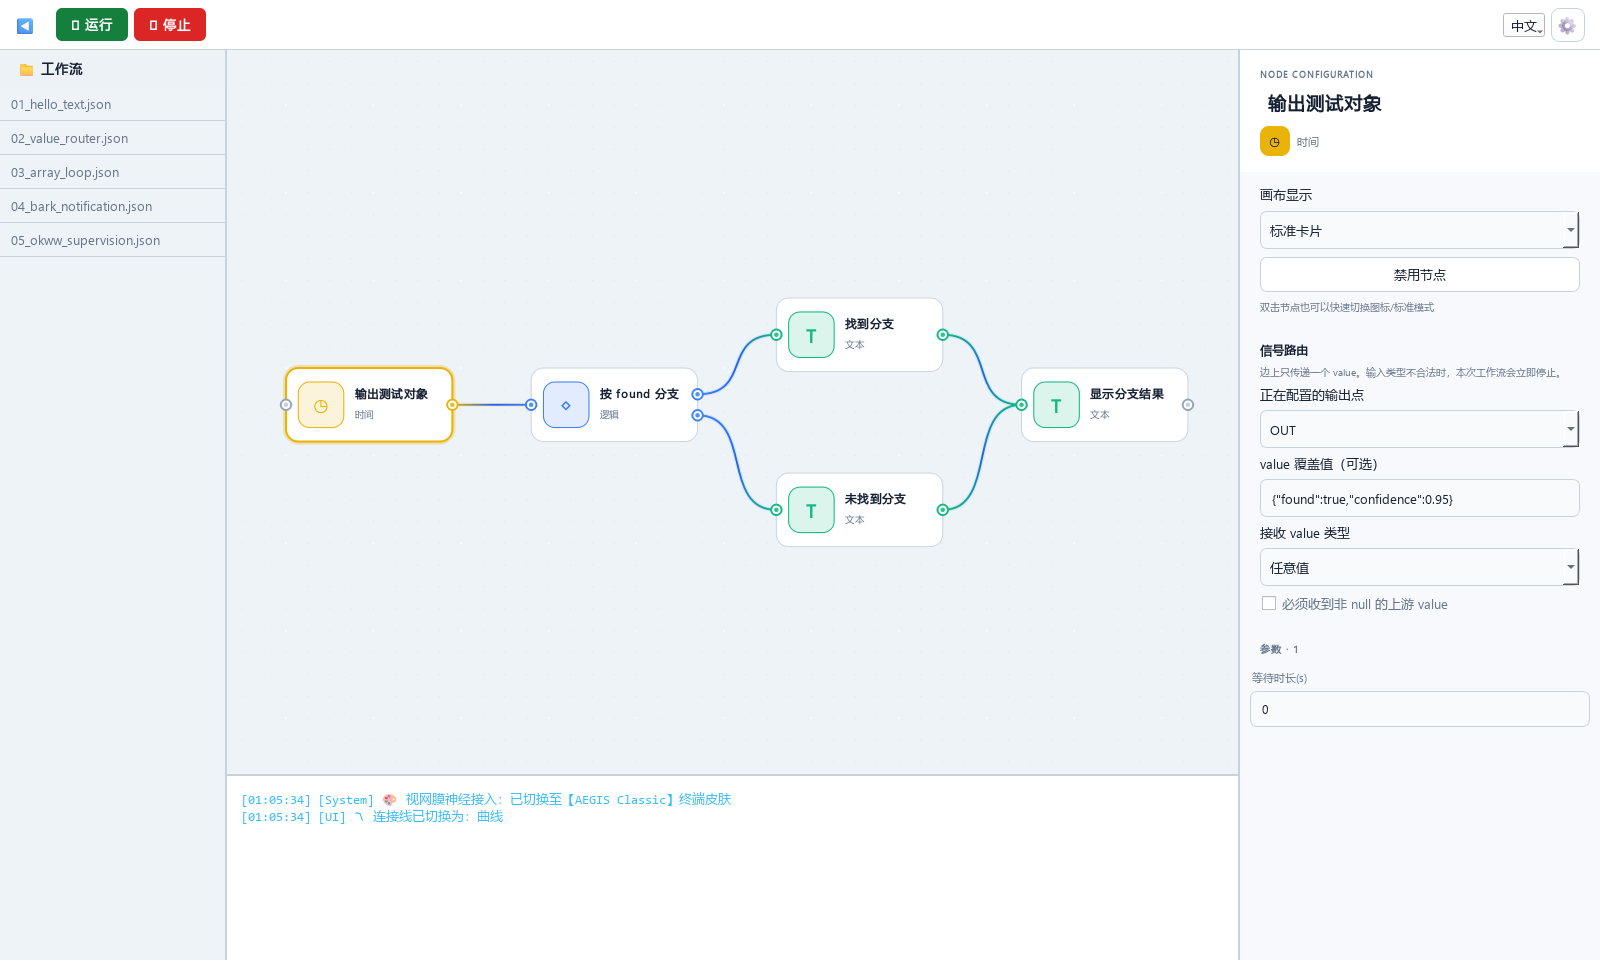 运行
停止
中文
工作流
01_hello_text.json
02_value_router.json
03_array_loop.json
04_bark_notification.json
05_okww_supervision.json
输出测试对象
时间
按 found 分支
逻辑
找到分支
文本
未找到分支
文本
显示分支结果
文本
[01:05:34] [System] 🎨 视网膜神经接入：已切换至【AEGIS Classic】终端皮肤
[01:05:34] [UI] 〽 连接线已切换为：曲线
NODE CONFIGURATION
输出测试对象
时间
画布显示
标准卡片
禁用节点
双击节点也可以快速切换图标/标准模式
信号路由
边上只传递一个 value。输入类型不合法时，本次工作流会立即停止。
正在配置的输出点
OUT
value 覆盖值（可选）
{"found":true,"confidence":0.95}
接收 value 类型
任意值
必须收到非 null 的上游 value
参数 · 1
等待时长(s)
0